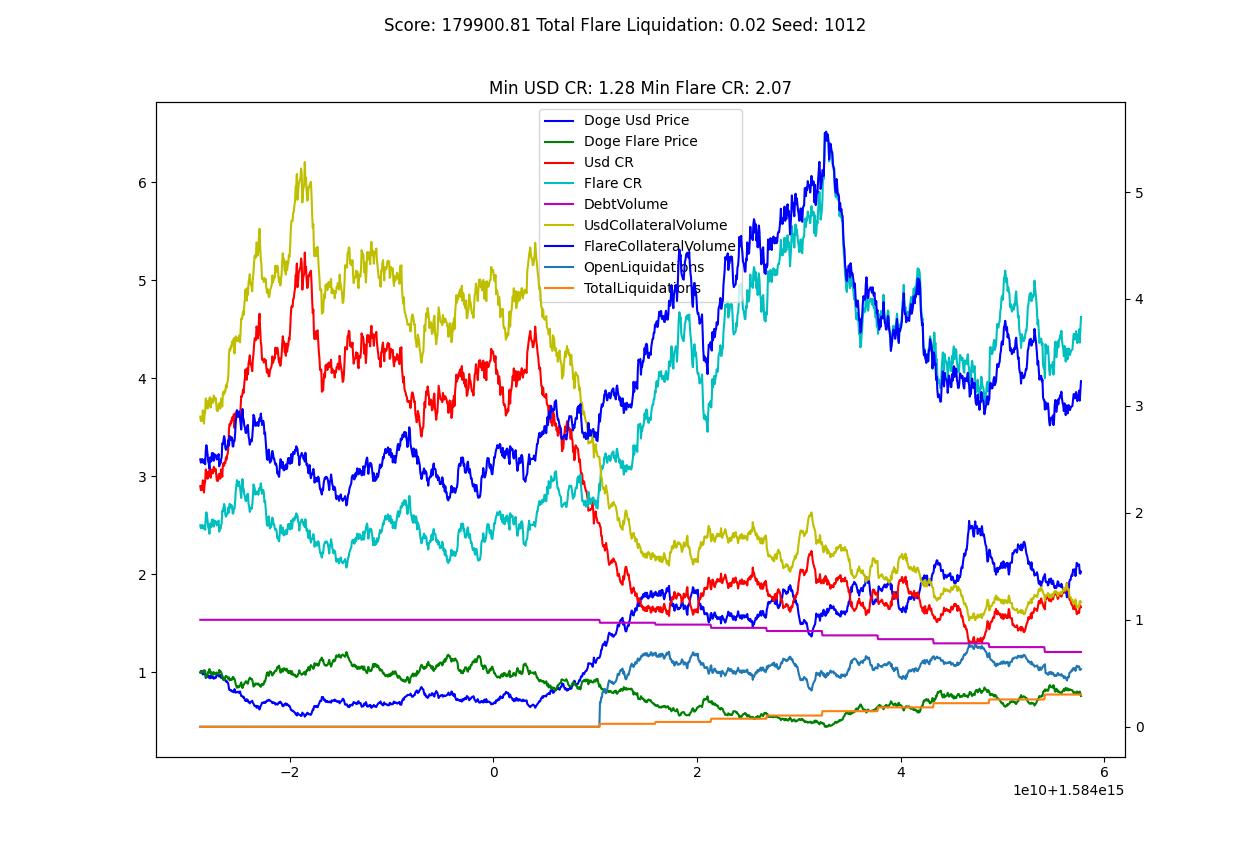 Score: 179900.81 Total Flare Liquidation: 0.02 Seed: 1012
Min USD CR: 1.28 Min Flare CR: 2.07
Doge Usd Price
Doge Flare Price
Usd CR
Flare CR
DebtVolume
UsdCollateralVolume
FlareCollateralVolume
OpenLiquidations
TotalLiquidations
6
5
4
3
2
1
5
4
3
2
1
0
−2
0
2
4
6
1e10+1.584e15